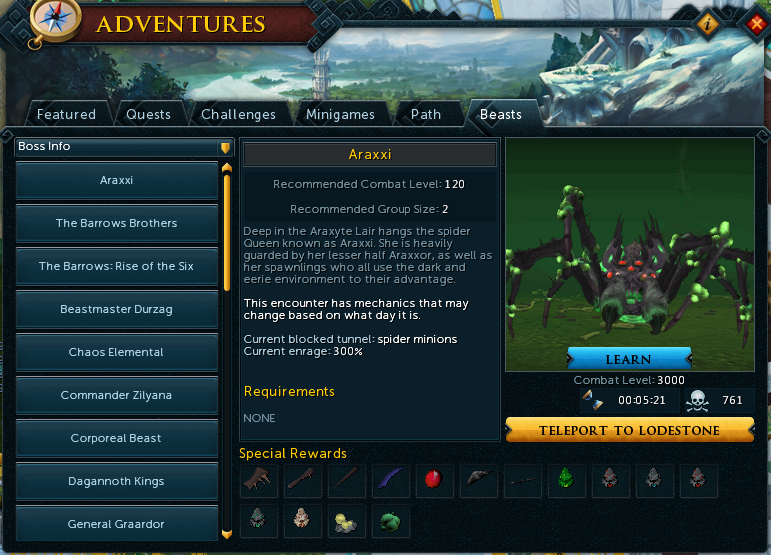 ADVENTURES
Featured
Quests
Challenges
Minigames
Path
Beasts
Boss Info
Araxxi
The Barrows Brothers
The Barrows: Rise of the Six
Beastmaster Durzag
Chaos Elemental
Commander Zilyana
Corporeal Beast
Dagannoth Kings
General Graardor
Araxxi
Recommended Combat Level: 120
Recommended Group Size: 2
Deep in the Araxyte Lair hangs the spider
Queen known as Araxxi. She is heavily
guarded by her lesser half Araxxor, as well as
her spawnlings who all use the dark and
eerie environment to their advantage.
This encounter has mechanics that may
change based on what day it is.
Current blocked tunnel: spider minions
Current enrage: 300%
Requirements
NONE
LEARN
Combat Level: 3000
00:05:21
761
TELEPORT TO LODESTONE
Special Rewards